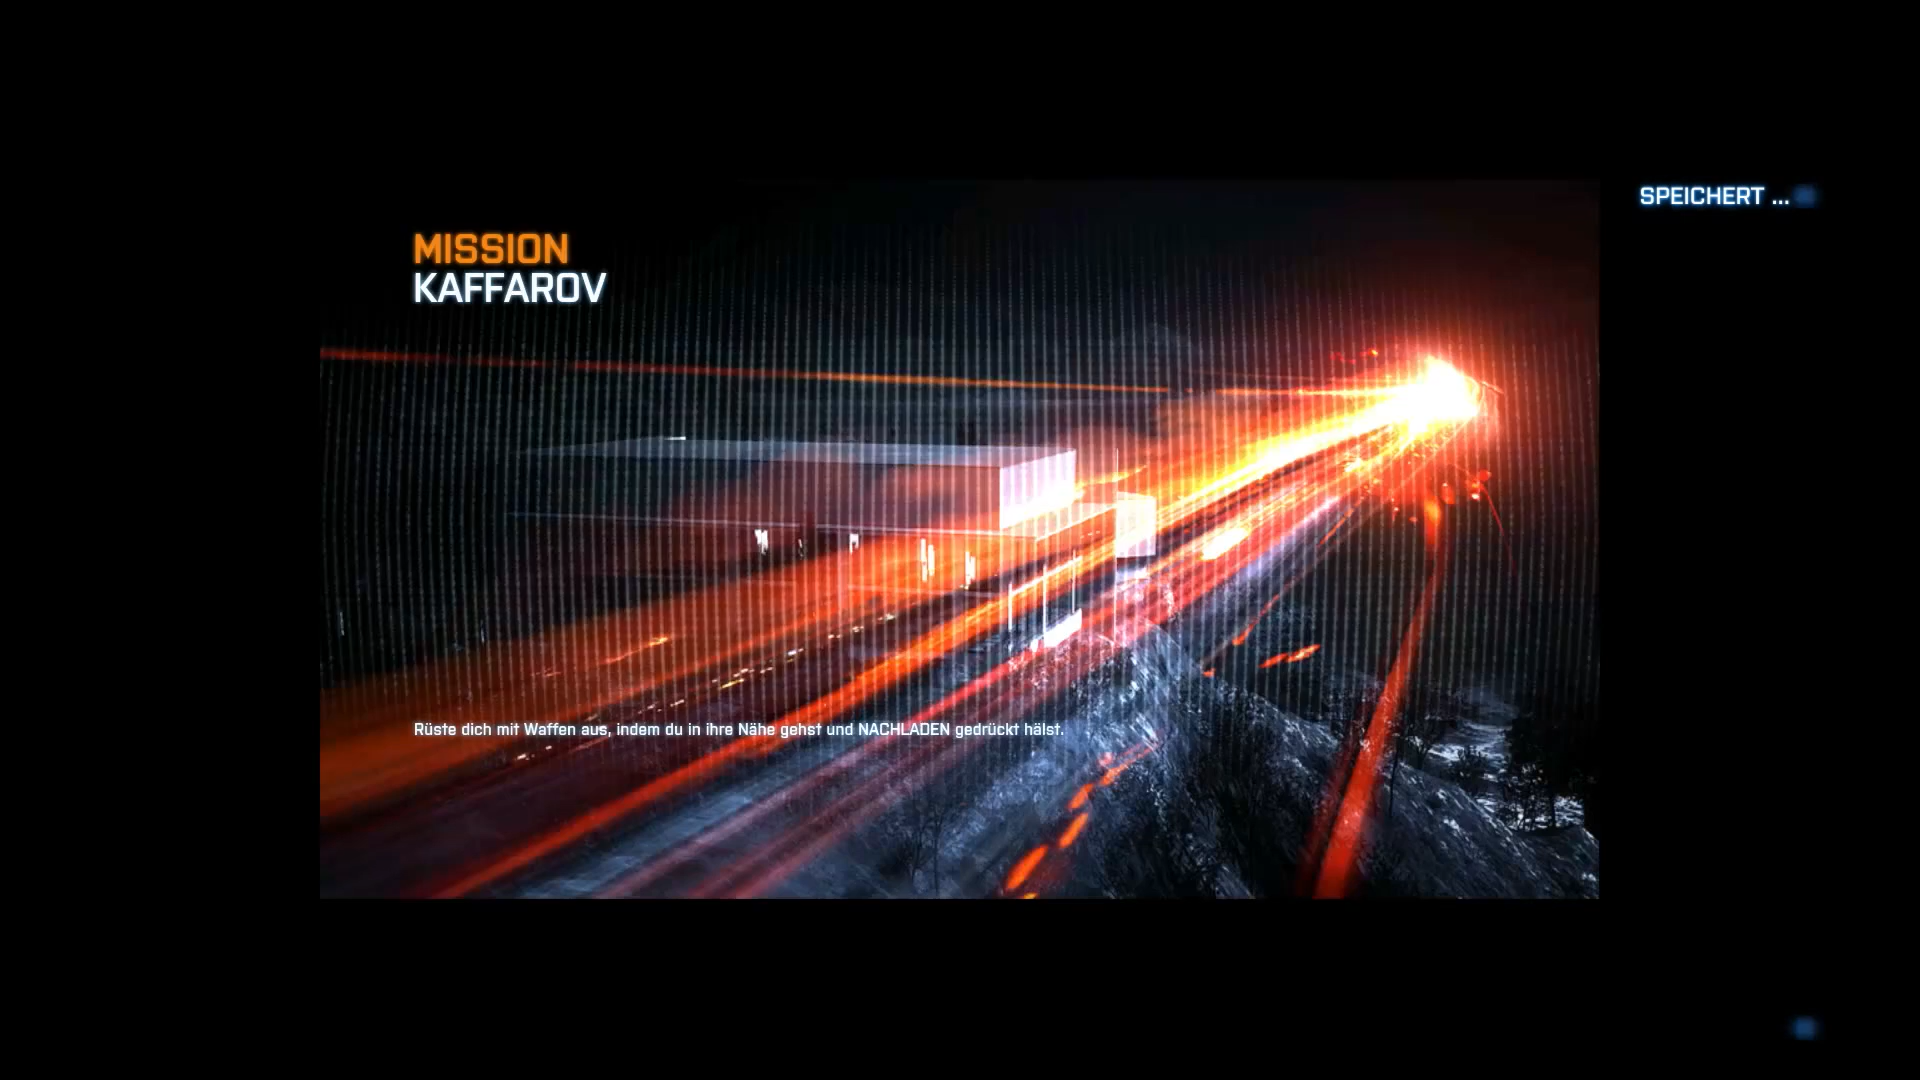 SPEICHERT ...
MISSION
KAFFAROV
Rüste dich mit Waffen aus, indem du in ihre Nähe gehst und NACHLADEN gedrückt hälst.